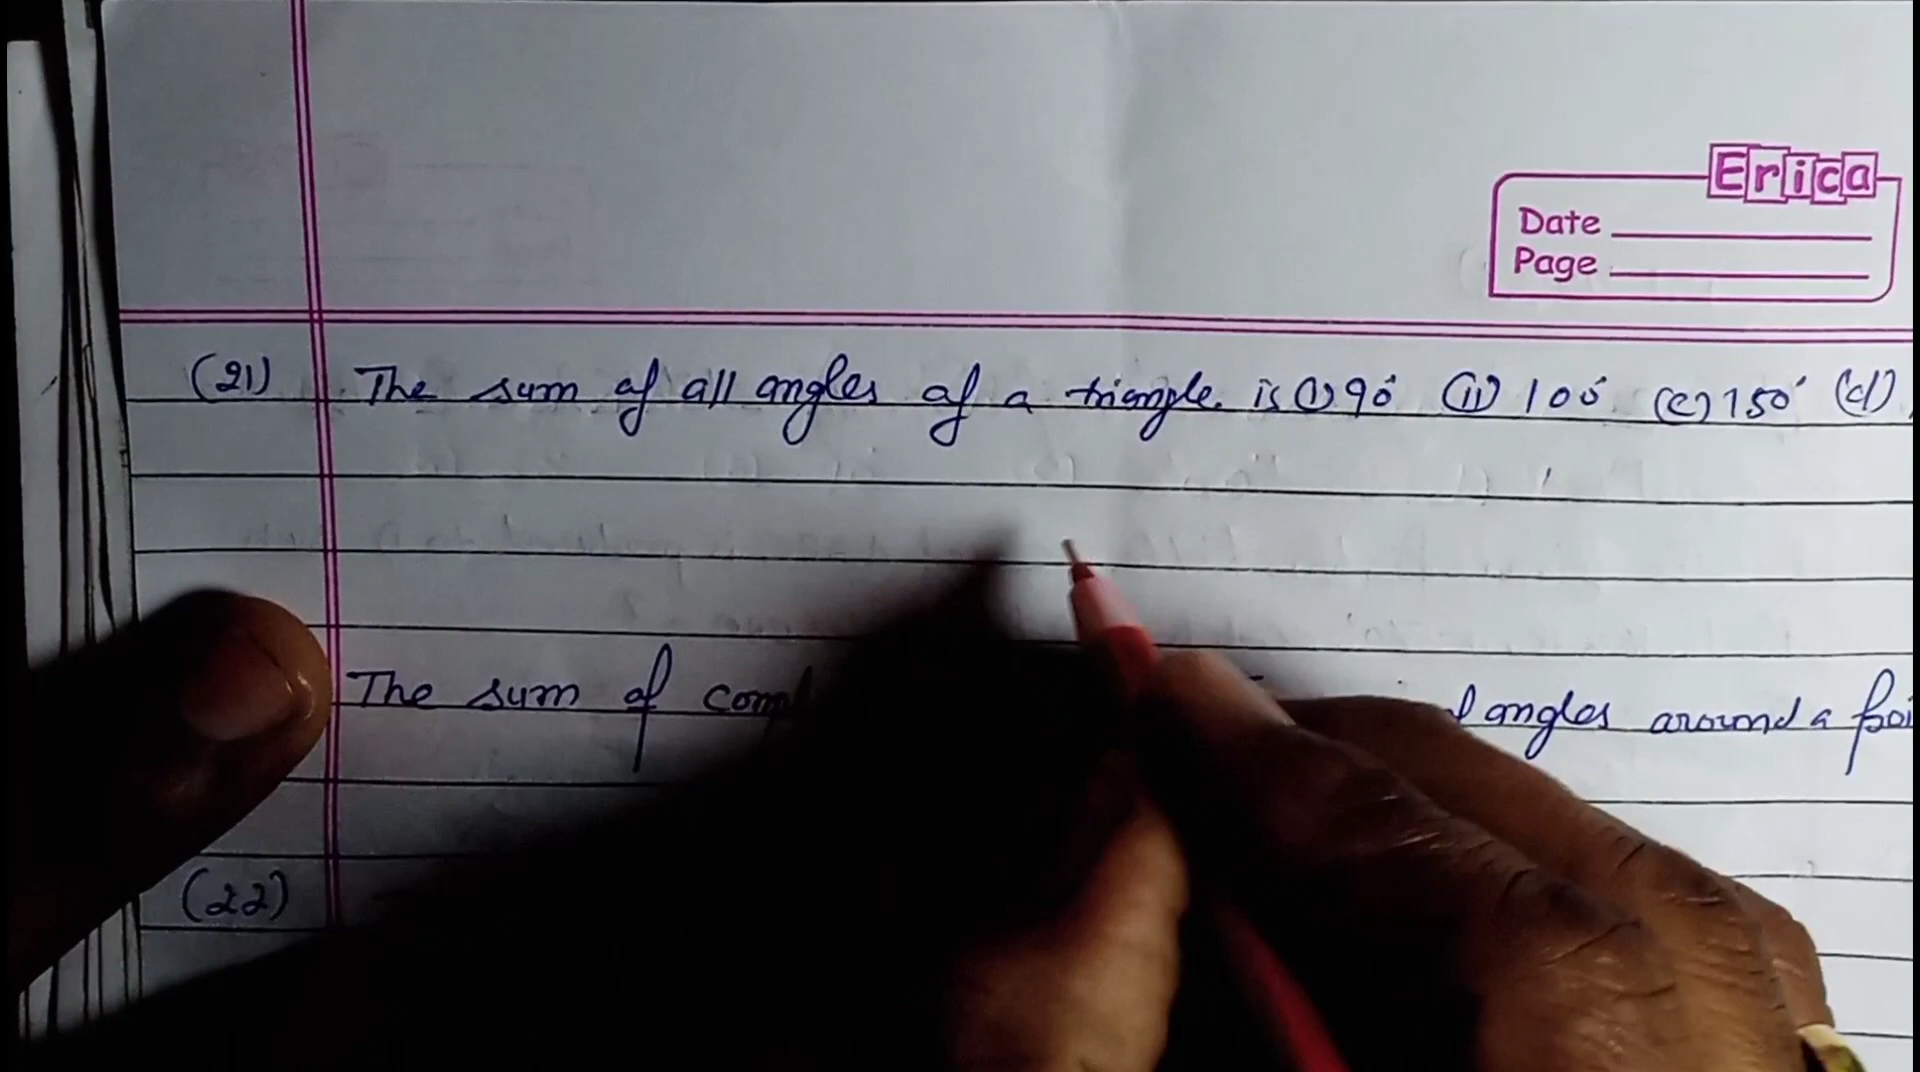 Erica
Date
Page
(21) The sum of all angles of a triangle. is (i) 90° (ii) 100° (c) 150° (d)
The sum of angles around a
(22)